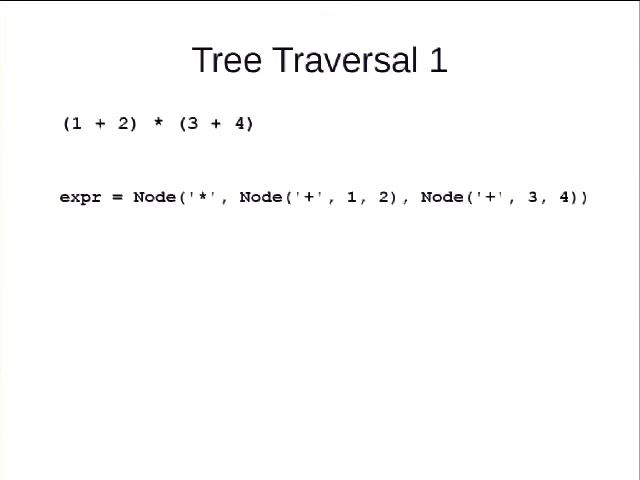 Tree Traversal 1
(1 + 2) * (3 + 4)
expr = Node('*', Node('+', 1, 2), Node('+', 3, 4))